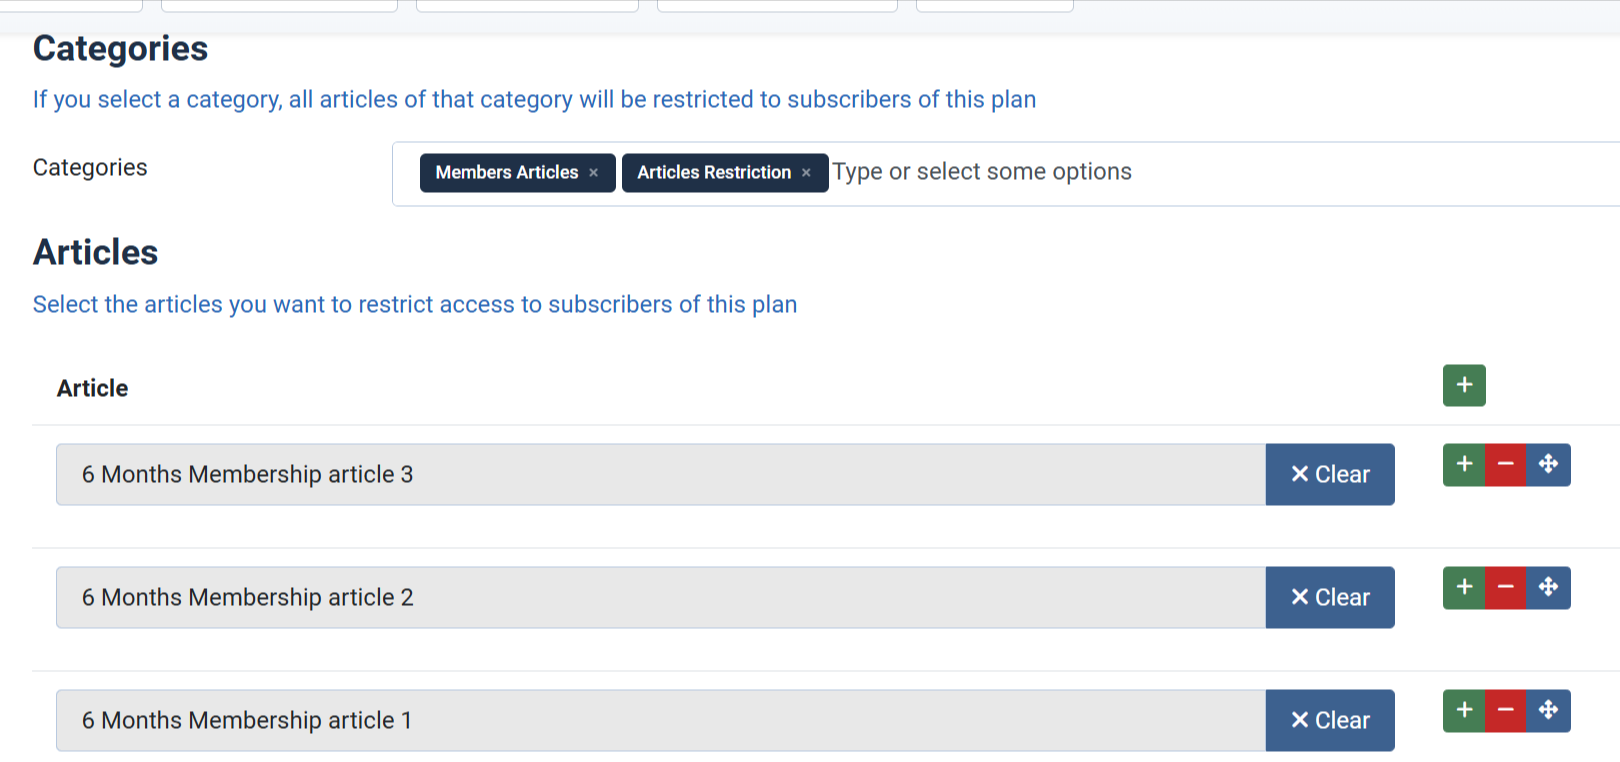 Categories
If you select a category, all articles of that category will be restricted to subscribers of this plan
Categories
Members Articles × Articles Restriction × Type or select some options
Articles
Select the articles you want to restrict access to subscribers of this plan
Article
6 Months Membership article 3 Clear
6 Months Membership article 2 Clear
6 Months Membership article 1 Clear